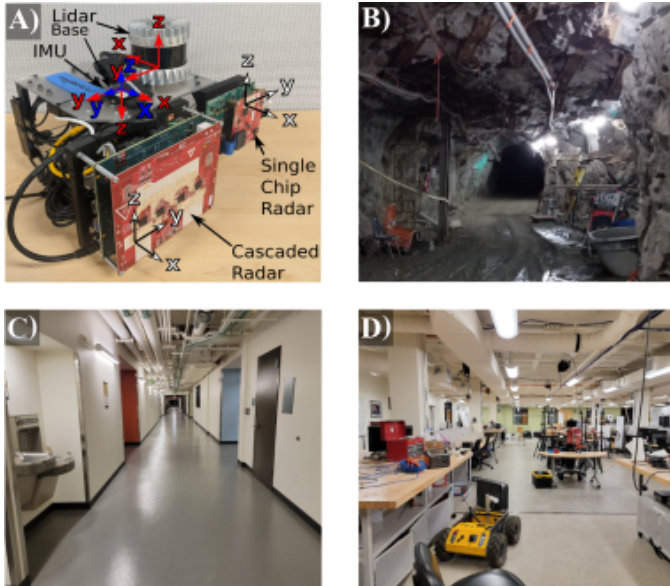 A)
Lidar
Base
IMU
z
x
z
y
y
y
x
x
z
z
y
x
Single
Chip
Radar
z
y
x
Cascaded
Radar
B)
C)
D)